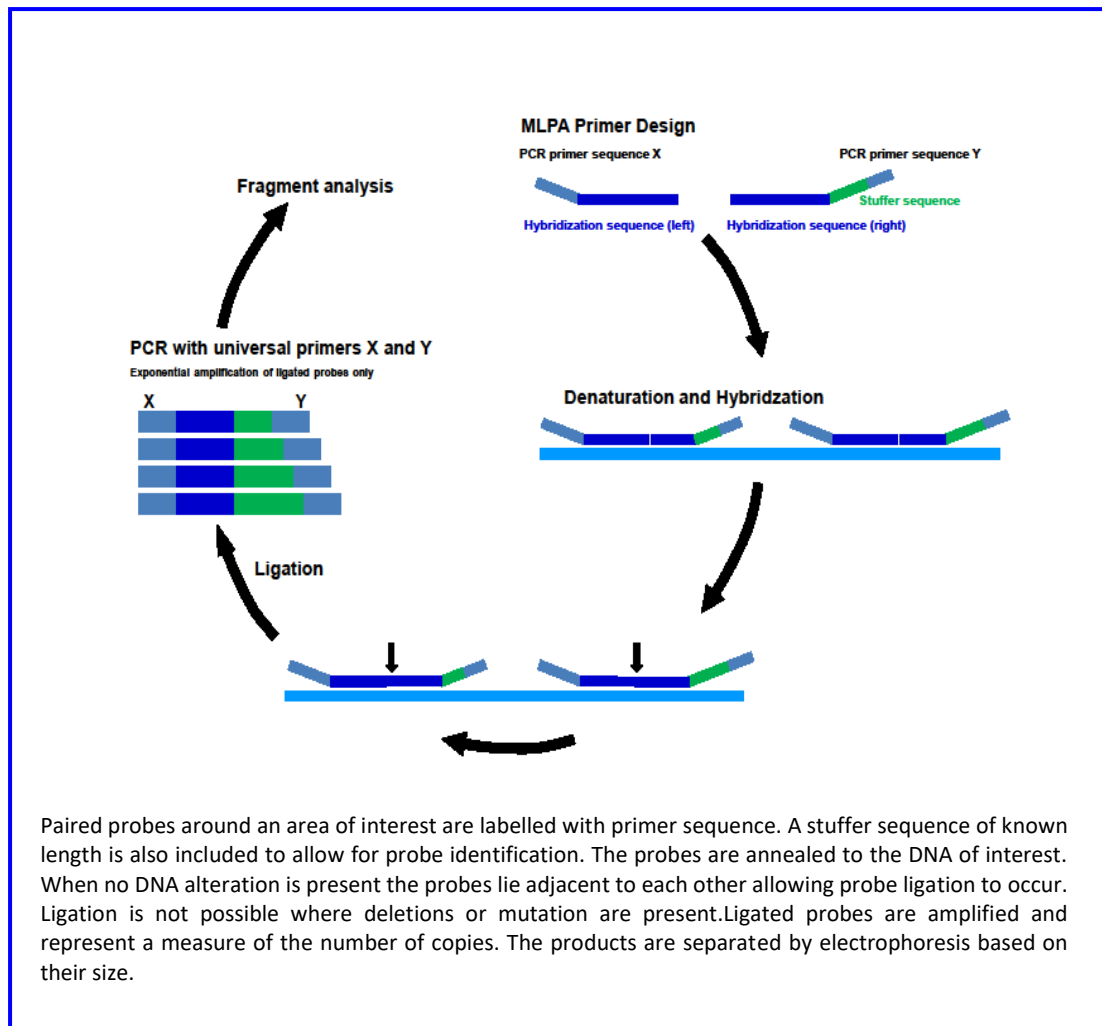 MLPA Primer Design
PCR primer sequence X
PCR primer sequence Y
Stuffer sequence
Hybridization sequence (left)
Hybridization sequence (right)
Fragment analysis
PCR with universal primers X and Y
Exponential amplification of ligated probes only
X
Y
Denaturation and Hybridzation
Ligation
Paired probes around an area of interest are labelled with primer sequence. A stuffer sequence of known
length is also included to allow for probe identification. The probes are annealed to the DNA of interest.
When no DNA alteration is present the probes lie adjacent to each other allowing probe ligation to occur.
Ligation is not possible where deletions or mutation are present.Ligated probes are amplified and
represent a measure of the number of copies. The products are separated by electrophoresis based on
their size.